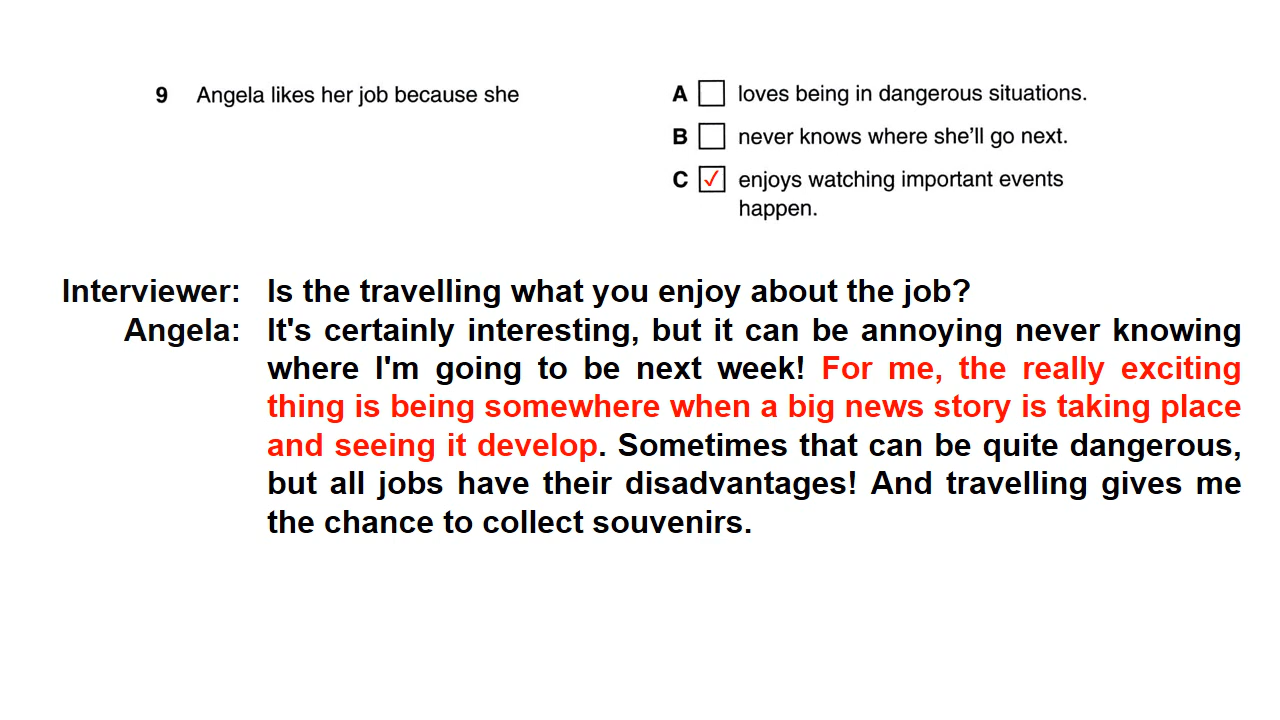 9 Angela likes her job because she
A loves being in dangerous situations.
B never knows where she'll go next.
C ✓ enjoys watching important events
happen.
Interviewer: Is the travelling what you enjoy about the job?
Angela: It's certainly interesting, but it can be annoying never knowing
where I'm going to be next week! For me, the really exciting
thing is being somewhere when a big news story is taking place
and seeing it develop. Sometimes that can be quite dangerous,
but all jobs have their disadvantages! And travelling gives me
the chance to collect souvenirs.